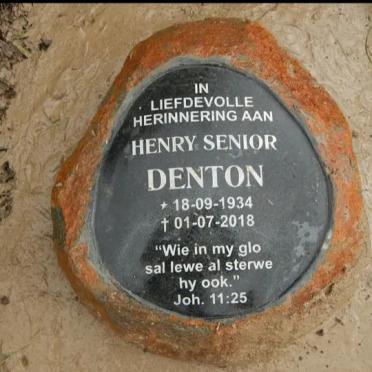 IN
LIEFDEVOLLE
HERINNERING AAN
HENRY SENIOR
DENTON
* 18-09-1934
† 01-07-2018
“Wie in my glo
sal lewe al sterwe
hy ook.”
Joh. 11:25